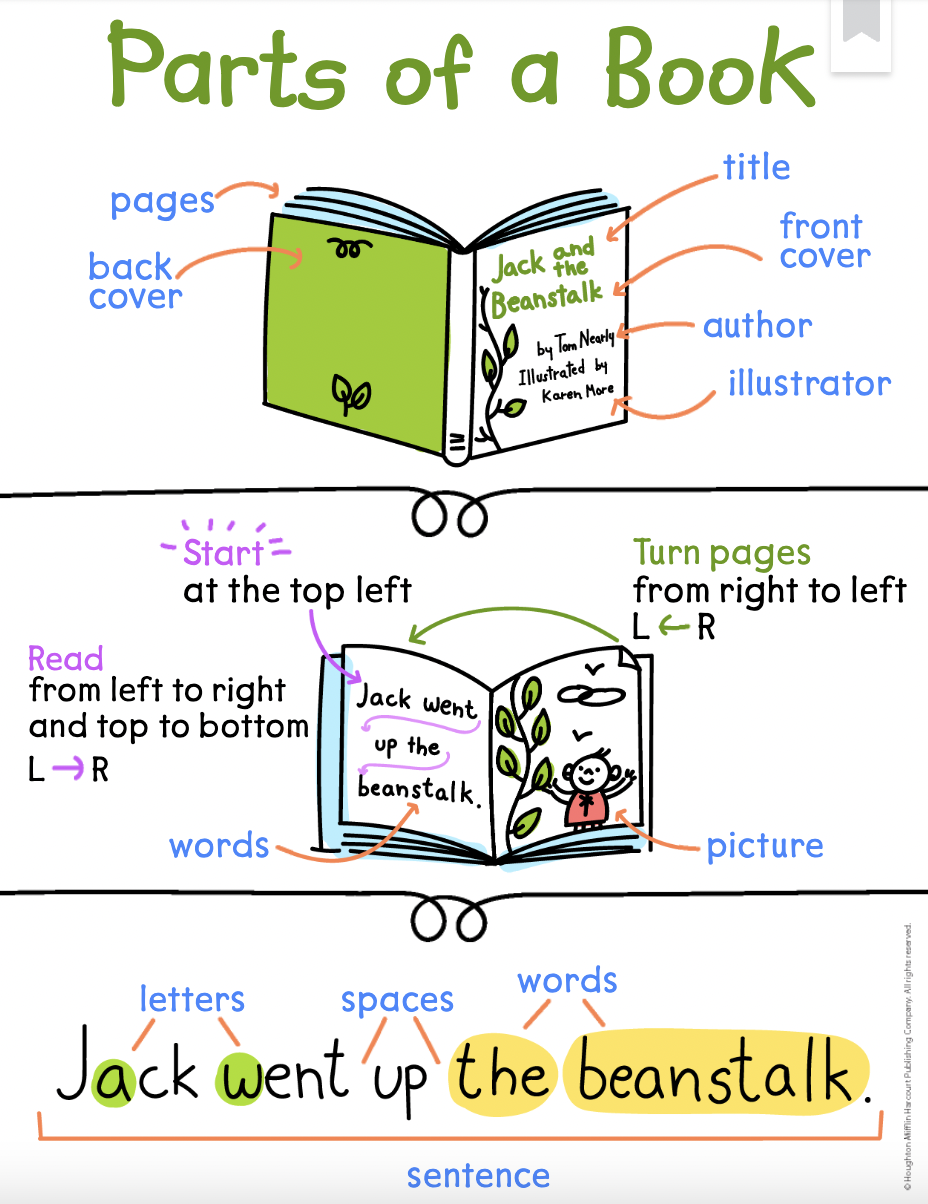 Parts of a Book
pages
back
cover
title
front
cover
author
illustrator
Jack and
the
Beanstalk
by Tom Nearly
Illustrated by
Karen More
Start
at the top left
Turn pages
from right to left
L ← R
Read
from left to right
and top to bottom
L → R
Jack went
up the
beanstalk.
words
picture
letters
spaces
words
Jack went up the beanstalk.
sentence
© Houghton Mifflin Harcourt Publishing Company. All rights reserved.